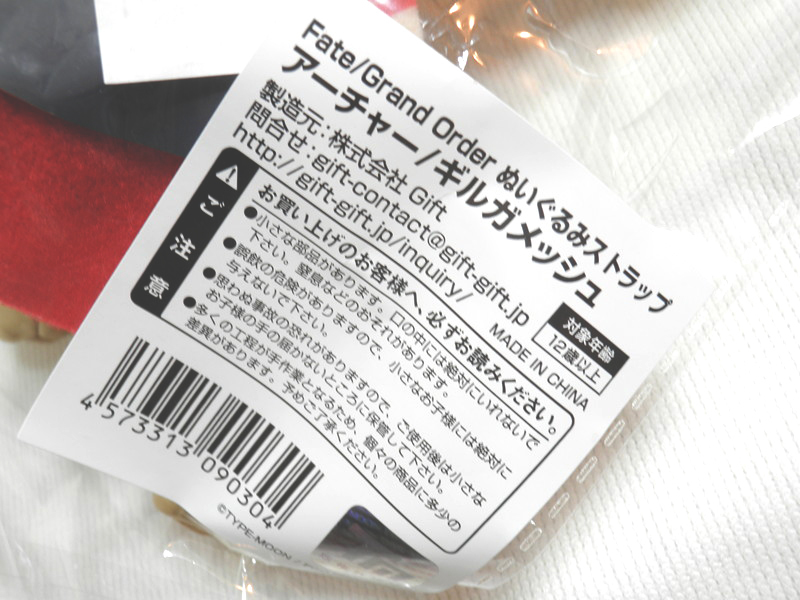 Fate/Grand Order ぬいぐるみストラップ
アーチャー/ギルガメッシュ
製造元：株式会社 Gift
問合せ：gift-contact@gift-gift.jp
http://gift-gift.jp/inquiry/
MADE IN CHINA
対象年齢
12歳以上
ご注意
お買い上げのお客様へ、必ずお読みください。
●小さな部品があります。口の中には絶対にいれないで
下さい。窒息などのおそれがあります。
●誤飲の危険がありますので、小さなお子様には絶対に
与えないで下さい。
●思わぬ事故の恐れがありますので、ご使用後は小さな
お子様の手の届かないところに保管して下さい。
●多くの工程が手作業となるため、個々の商品に多少の
差異があります。予めご了承ください。
4 573313 090304
©TYPE-MOON /